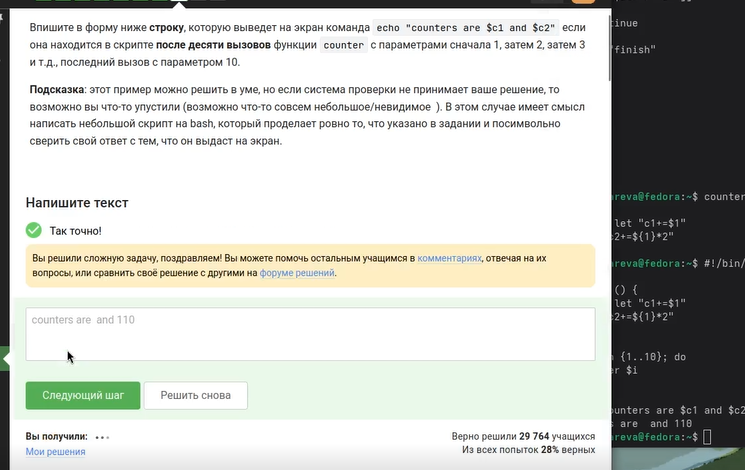 Впишите в форму ниже строку, которую выведет на экран команда echo "counters are $c1 and $c2" если
она находится в скрипте после десяти вызовов функции counter с параметрами сначала 1, затем 2, затем 3
и т.д., последний вызов с параметром 10.
Подсказка: этот пример можно решить в уме, но если система проверки не принимает ваше решение, то
возможно вы что-то упустили (возможно что-то совсем небольшое/невидимое ). В этом случае имеет смысл
написать небольшой скрипт на bash, который проделает ровно то, что указано в задании и посимвольно
сверить свой ответ с тем, что он выдаст на экран.
Напишите текст
Так точно!
Вы решили сложную задачу, поздравляем! Вы можете помочь остальным учащимся в комментариях, отвечая на их
вопросы, или сравнить своё решение с другими на форуме решений.
counters are  and 110
Следующий шаг
Решить снова
Вы получили:
Верно решили 29 764 учащихся
Мои решения
Из всех попыток 28% верных
tinue
"finish"
areva@fedora:~$ counter
let "c1+=$1"
c2+=${1}*2"
areva@fedora:~$ #!/bin/
() {
let "c1+=$1"
c2+=${1}*2"
{1..10}; do
er $i
ounters are $c1 and $c2
s are  and 110
areva@fedora:~$